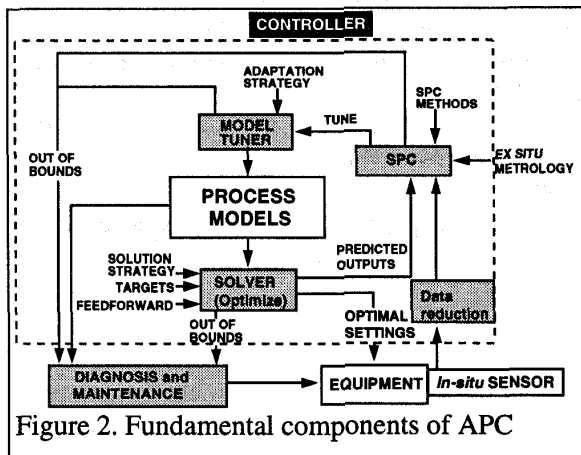 CONTROLLER
ADAPTATION
STRATEGY
SPC
METHODS
MODEL
TUNER
TUNE
SPC
EX SITU
METROLOGY
OUT OF
BOUNDS
PROCESS
MODELS
SOLUTION
STRATEGY
TARGETS
FEEDFORWARD
SOLVER
(Optimize)
PREDICTED
OUTPUTS
Data
reduction
OUT OF
BOUNDS
OPTIMAL
SETTINGS
DIAGNOSIS and
MAINTENANCE
EQUIPMENT
In-situ SENSOR
Figure 2. Fundamental components of APC